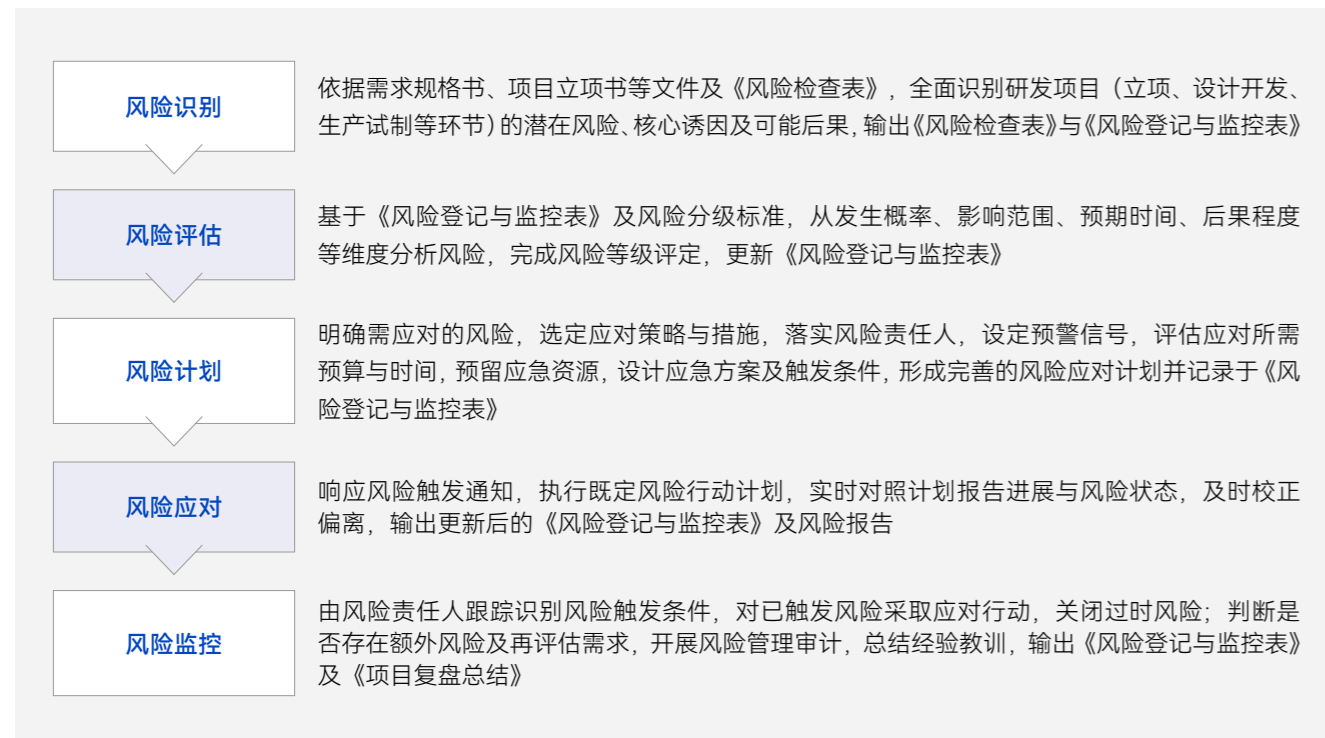 风险识别
依据需求规格书、项目立项书等文件及《风险检查表》，全面识别研发项目（立项、设计开发、
生产试制等环节）的潜在风险、核心诱因及可能后果，输出《风险检查表》与《风险登记与监控表》
风险评估
基于《风险登记与监控表》及风险分级标准，从发生概率、影响范围、预期时间、后果程度
等维度分析风险，完成风险等级评定，更新《风险登记与监控表》
风险计划
明确需应对的风险，选定应对策略与措施，落实风险责任人，设定预警信号，评估应对所需
预算与时间，预留应急资源，设计应急方案及触发条件，形成完善的风险应对计划并记录于《风
险登记与监控表》
风险应对
响应风险触发通知，执行既定风险行动计划，实时对照计划报告进展与风险状态，及时校正
偏离，输出更新后的《风险登记与监控表》及风险报告
风险监控
由风险责任人跟踪识别风险触发条件，对已触发风险采取应对行动，关闭过时风险；判断是
否存在额外风险及再评估需求，开展风险管理审计，总结经验教训，输出《风险登记与监控表》
及《项目复盘总结》